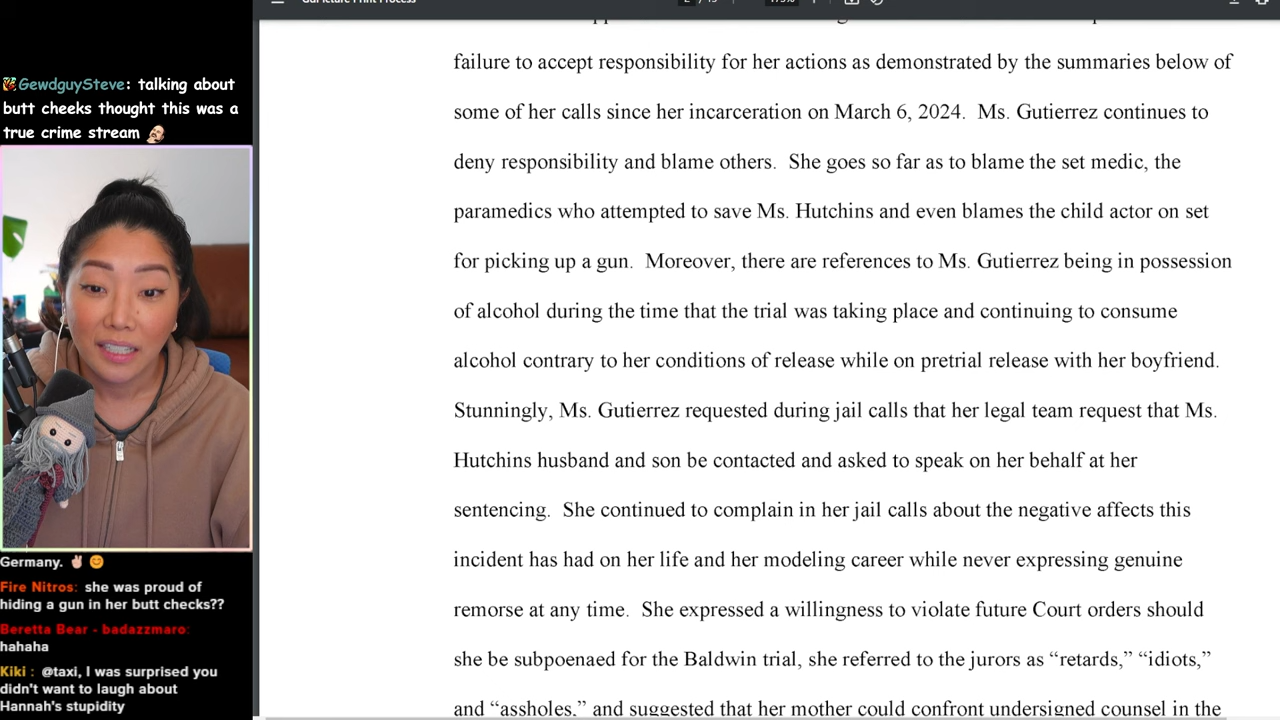 GewdguySteve: talking about
butt cheeks thought this was a
true crime stream
Germany.
Fire Nitros: she was proud of
hiding a gun in her butt checks??
Beretta Bear - badazzmaro:
hahaha
Kiki : @taxi, I was surprised you
didn't want to laugh about
Hannah's stupidity
failure to accept responsibility for her actions as demonstrated by the summaries below of
some of her calls since her incarceration on March 6, 2024.  Ms. Gutierrez continues to
deny responsibility and blame others.  She goes so far as to blame the set medic, the
paramedics who attempted to save Ms. Hutchins and even blames the child actor on set
for picking up a gun.  Moreover, there are references to Ms. Gutierrez being in possession
of alcohol during the time that the trial was taking place and continuing to consume
alcohol contrary to her conditions of release while on pretrial release with her boyfriend.
Stunningly, Ms. Gutierrez requested during jail calls that her legal team request that Ms.
Hutchins husband and son be contacted and asked to speak on her behalf at her
sentencing.  She continued to complain in her jail calls about the negative affects this
incident has had on her life and her modeling career while never expressing genuine
remorse at any time.  She expressed a willingness to violate future Court orders should
she be subpoenaed for the Baldwin trial, she referred to the jurors as “retards,” “idiots,”
and “assholes,” and suggested that her mother could confront undersigned counsel in the